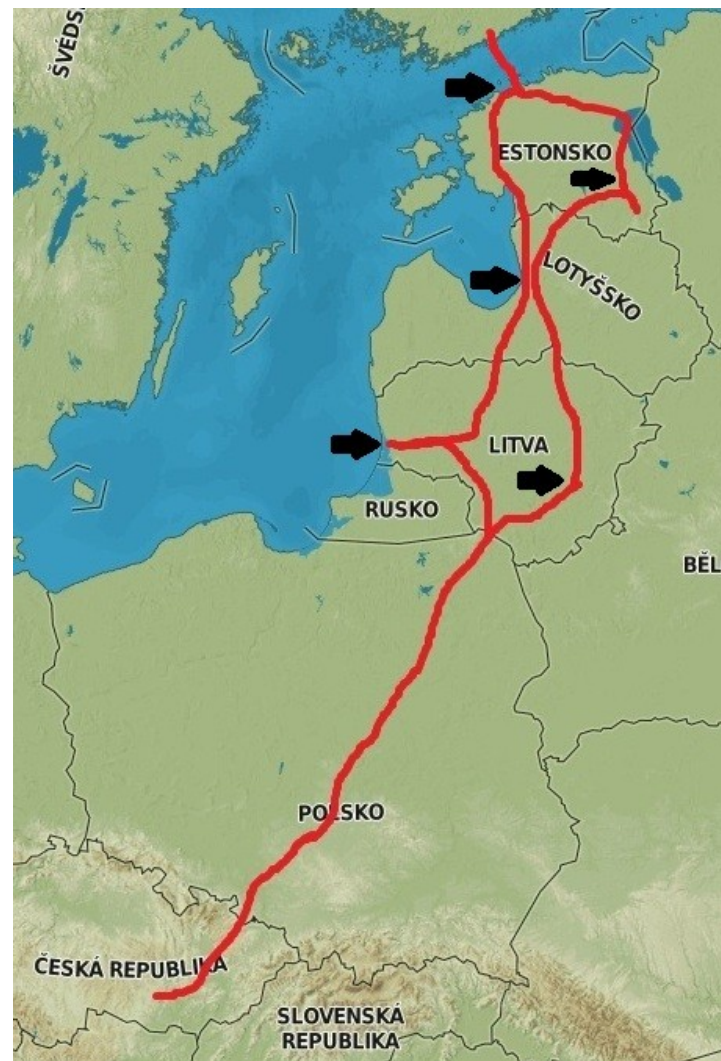 ŠVÉDS
ESTONSKO
LOTYŠSKO
LITVA
RUSKO
BĚL
POLSKO
ČESKÁ REPUBLIKA
SLOVENSKÁ
REPUBLIKA